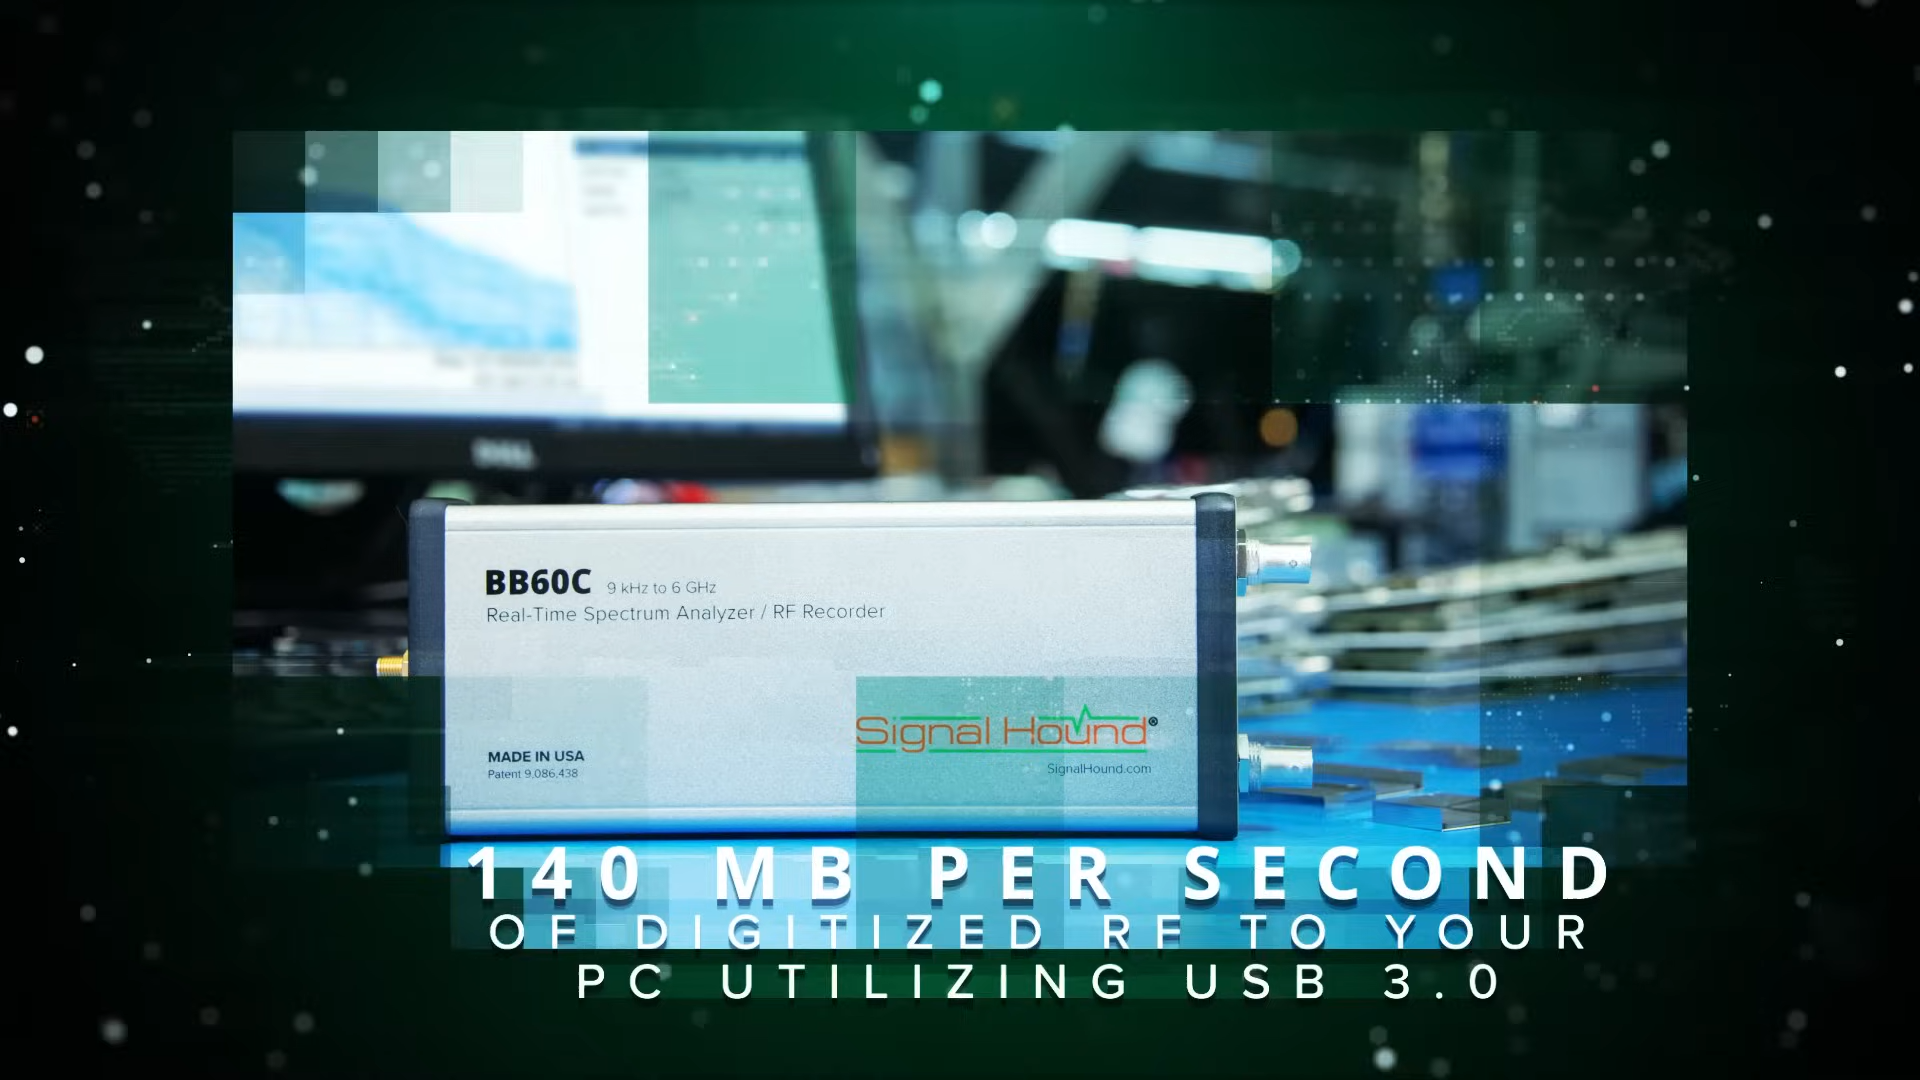 DELL
BB60C 9 kHz to 6 GHz
Real-Time Spectrum Analyzer / RF Recorder
Signal Hound®
MADE IN USA
Patent 9,086,438
SignalHound.com
140 MB PER SECOND
OF DIGITIZED RF TO YOUR
PC UTILIZING USB 3.0